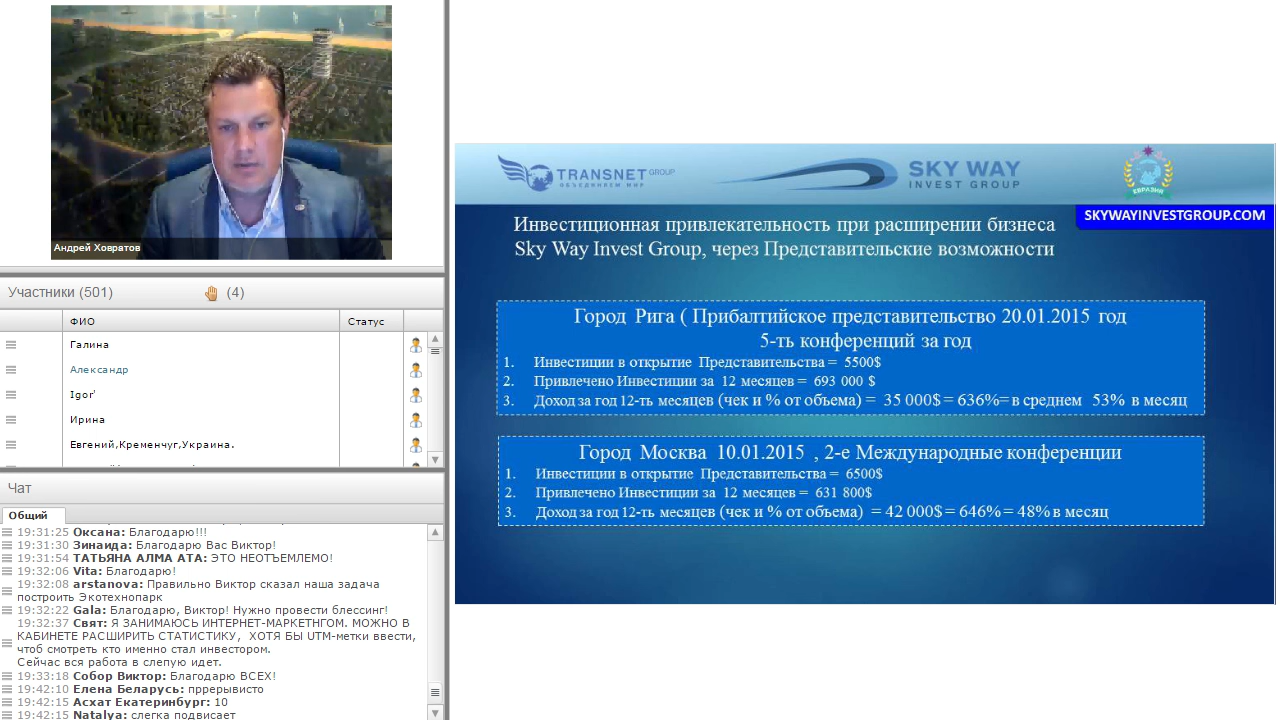 Андрей Ховратов
Участники (501)
(4)
ФИО
Статус
Галина
Александр
Igor'
Ирина
Евгений,Кременчуг,Украина.
Чат
Общий
19:31:25 Оксана: Благодарю!!!
19:31:30 Зинаида: Благодарю Вас Виктор!
19:31:54 ТАТЬЯНА АЛМА АТА: ЭТО НЕОТЪЕМЛЕМО!
19:32:06 Vita: Благодарю!
19:32:08 arstanova: Правильно Виктор сказал наша задача
построить Экотехнопарк
19:32:22 Gala: Благодарю, Виктор! Нужно провести блессинг!
19:32:37 Свят: Я ЗАНИМАЮСЬ ИНТЕРНЕТ-МАРКЕТНГОМ. МОЖНО В
КАБИНЕТЕ РАСШИРИТЬ СТАТИСТИКУ, ХОТЯ БЫ UTM-метки ввести,
чтоб смотреть кто именно стал инвестором.
Сейчас вся работа в слепую идет.
19:33:18 Собор Виктор: Благодарю ВСЕХ!
19:42:10 Елена Беларусь: пррерывисто
19:42:15 Асхат Екатеринбург: 10
19:42:15 Natalya: слегка подвисает
TRANSNET GROUP
ОБЪЕДИНЯЕМ МИР
SKY WAY
INVEST GROUP
ЕВРАЗИЯ
SKYWAYINVESTGROUP.COM
Инвестиционная привлекательность при расширении бизнеса
Sky Way Invest Group, через Представительские возможности
Город Рига ( Прибалтийское представительство 20.01.2015 год
5-ть конференций за год
1. Инвестиции в открытие Представительства = 5500$
2. Привлечено Инвестиции за 12 месяцев = 693 000 $
3. Доход за год 12-ть месяцев (чек и % от объема) = 35 000$ = 636%= в среднем 53% в месяц
Город Москва 10.01.2015 , 2-е Международные конференции
1. Инвестиции в открытие Представительства = 6500$
2. Привлечено Инвестиции за 12 месяцев = 631 800$
3. Доход за год 12-ть месяцев (чек и % от объема) = 42 000$ = 646% = 48% в месяц